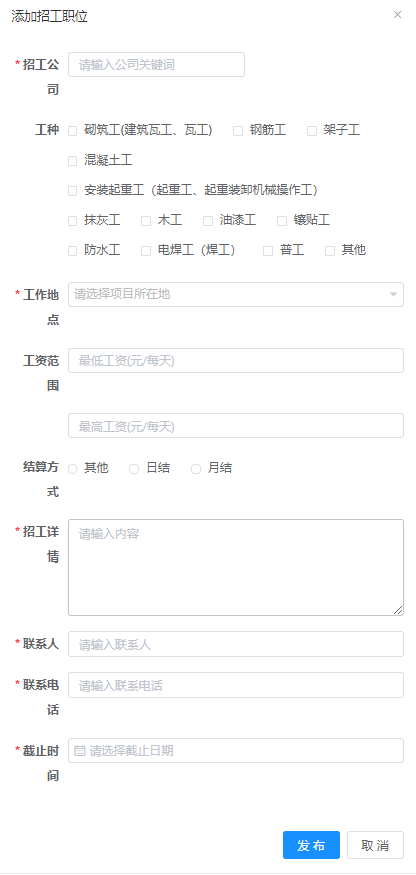 添加招工职位
* 招工公司 请输入公司关键词
工种 砌筑工(建筑瓦工、瓦工) 钢筋工 架子工
混凝土工
安装起重工（起重工、起重装卸机械操作工）
抹灰工 木工 油漆工 镶贴工
防水工 电焊工（焊工） 普工 其他
* 工作地点 请选择项目所在地
工资范围 最低工资(元/每天)
最高工资(元/每天)
结算方式 其他 日结 月结
* 招工详情 请输入内容
* 联系人 请输入联系人
* 联系电话 请输入联系电话
* 截止时间 请选择截止日期
发布 取消